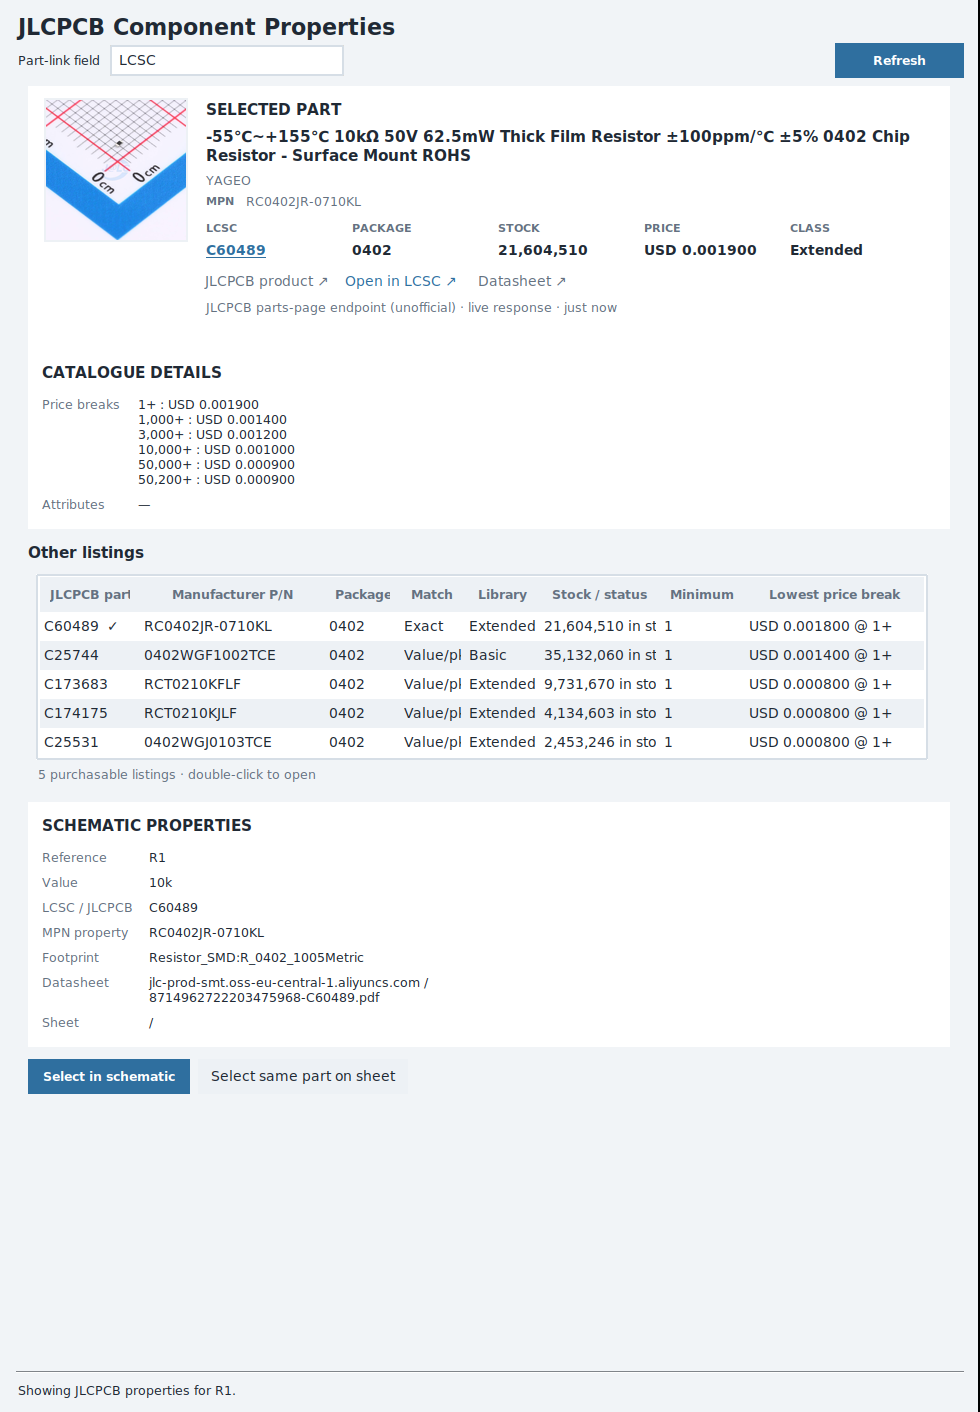 JLCPCB Component Properties
Part-link field LCSC Refresh
SELECTED PART
-55℃~+155℃ 10kΩ 50V 62.5mW Thick Film Resistor ±100ppm/℃ ±5% 0402 Chip
Resistor - Surface Mount ROHS
YAGEO
MPN RC0402JR-0710KL
LCSC PACKAGE STOCK PRICE CLASS
C60489 0402 21,604,510 USD 0.001900 Extended
JLCPCB product ↗ Open in LCSC ↗ Datasheet ↗
JLCPCB parts-page endpoint (unofficial) · live response · just now
0 cm 0 cm
CATALOGUE DETAILS
Price breaks 1+ : USD 0.001900
1,000+ : USD 0.001400
3,000+ : USD 0.001200
10,000+ : USD 0.001000
50,000+ : USD 0.000900
50,200+ : USD 0.000900
Attributes —
Other listings
JLCPCB part Manufacturer P/N Package Match Library Stock / status Minimum Lowest price break
C60489 ✓ RC0402JR-0710KL 0402 Exact Extended 21,604,510 in st 1 USD 0.001800 @ 1+
C25744 0402WGF1002TCE 0402 Value/pl Basic 35,132,060 in st 1 USD 0.001400 @ 1+
C173683 RCT0210KFLF 0402 Value/pl Extended 9,731,670 in sto 1 USD 0.000800 @ 1+
C174175 RCT0210KJLF 0402 Value/pl Extended 4,134,603 in sto 1 USD 0.000800 @ 1+
C25531 0402WGJ0103TCE 0402 Value/pl Extended 2,453,246 in sto 1 USD 0.000800 @ 1+
5 purchasable listings · double-click to open
SCHEMATIC PROPERTIES
Reference R1
Value 10k
LCSC / JLCPCB C60489
MPN property RC0402JR-0710KL
Footprint Resistor_SMD:R_0402_1005Metric
Datasheet jlc-prod-smt.oss-eu-central-1.aliyuncs.com /
8714962722203475968-C60489.pdf
Sheet /
Select in schematic Select same part on sheet
Showing JLCPCB properties for R1.